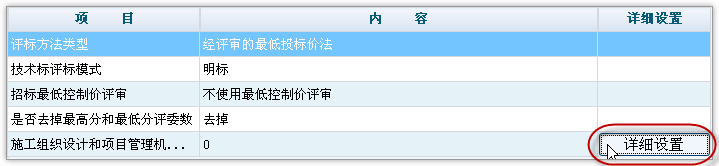 项 目 内 容 详细设置
评标方法类型 经评审的最低投标价法
技术标评标模式 明标
招标最低控制价评审 不使用最低控制价评审
是否去掉最高分和最低分评委数 去掉
施工组织设计和项目管理机... 0 详细设置